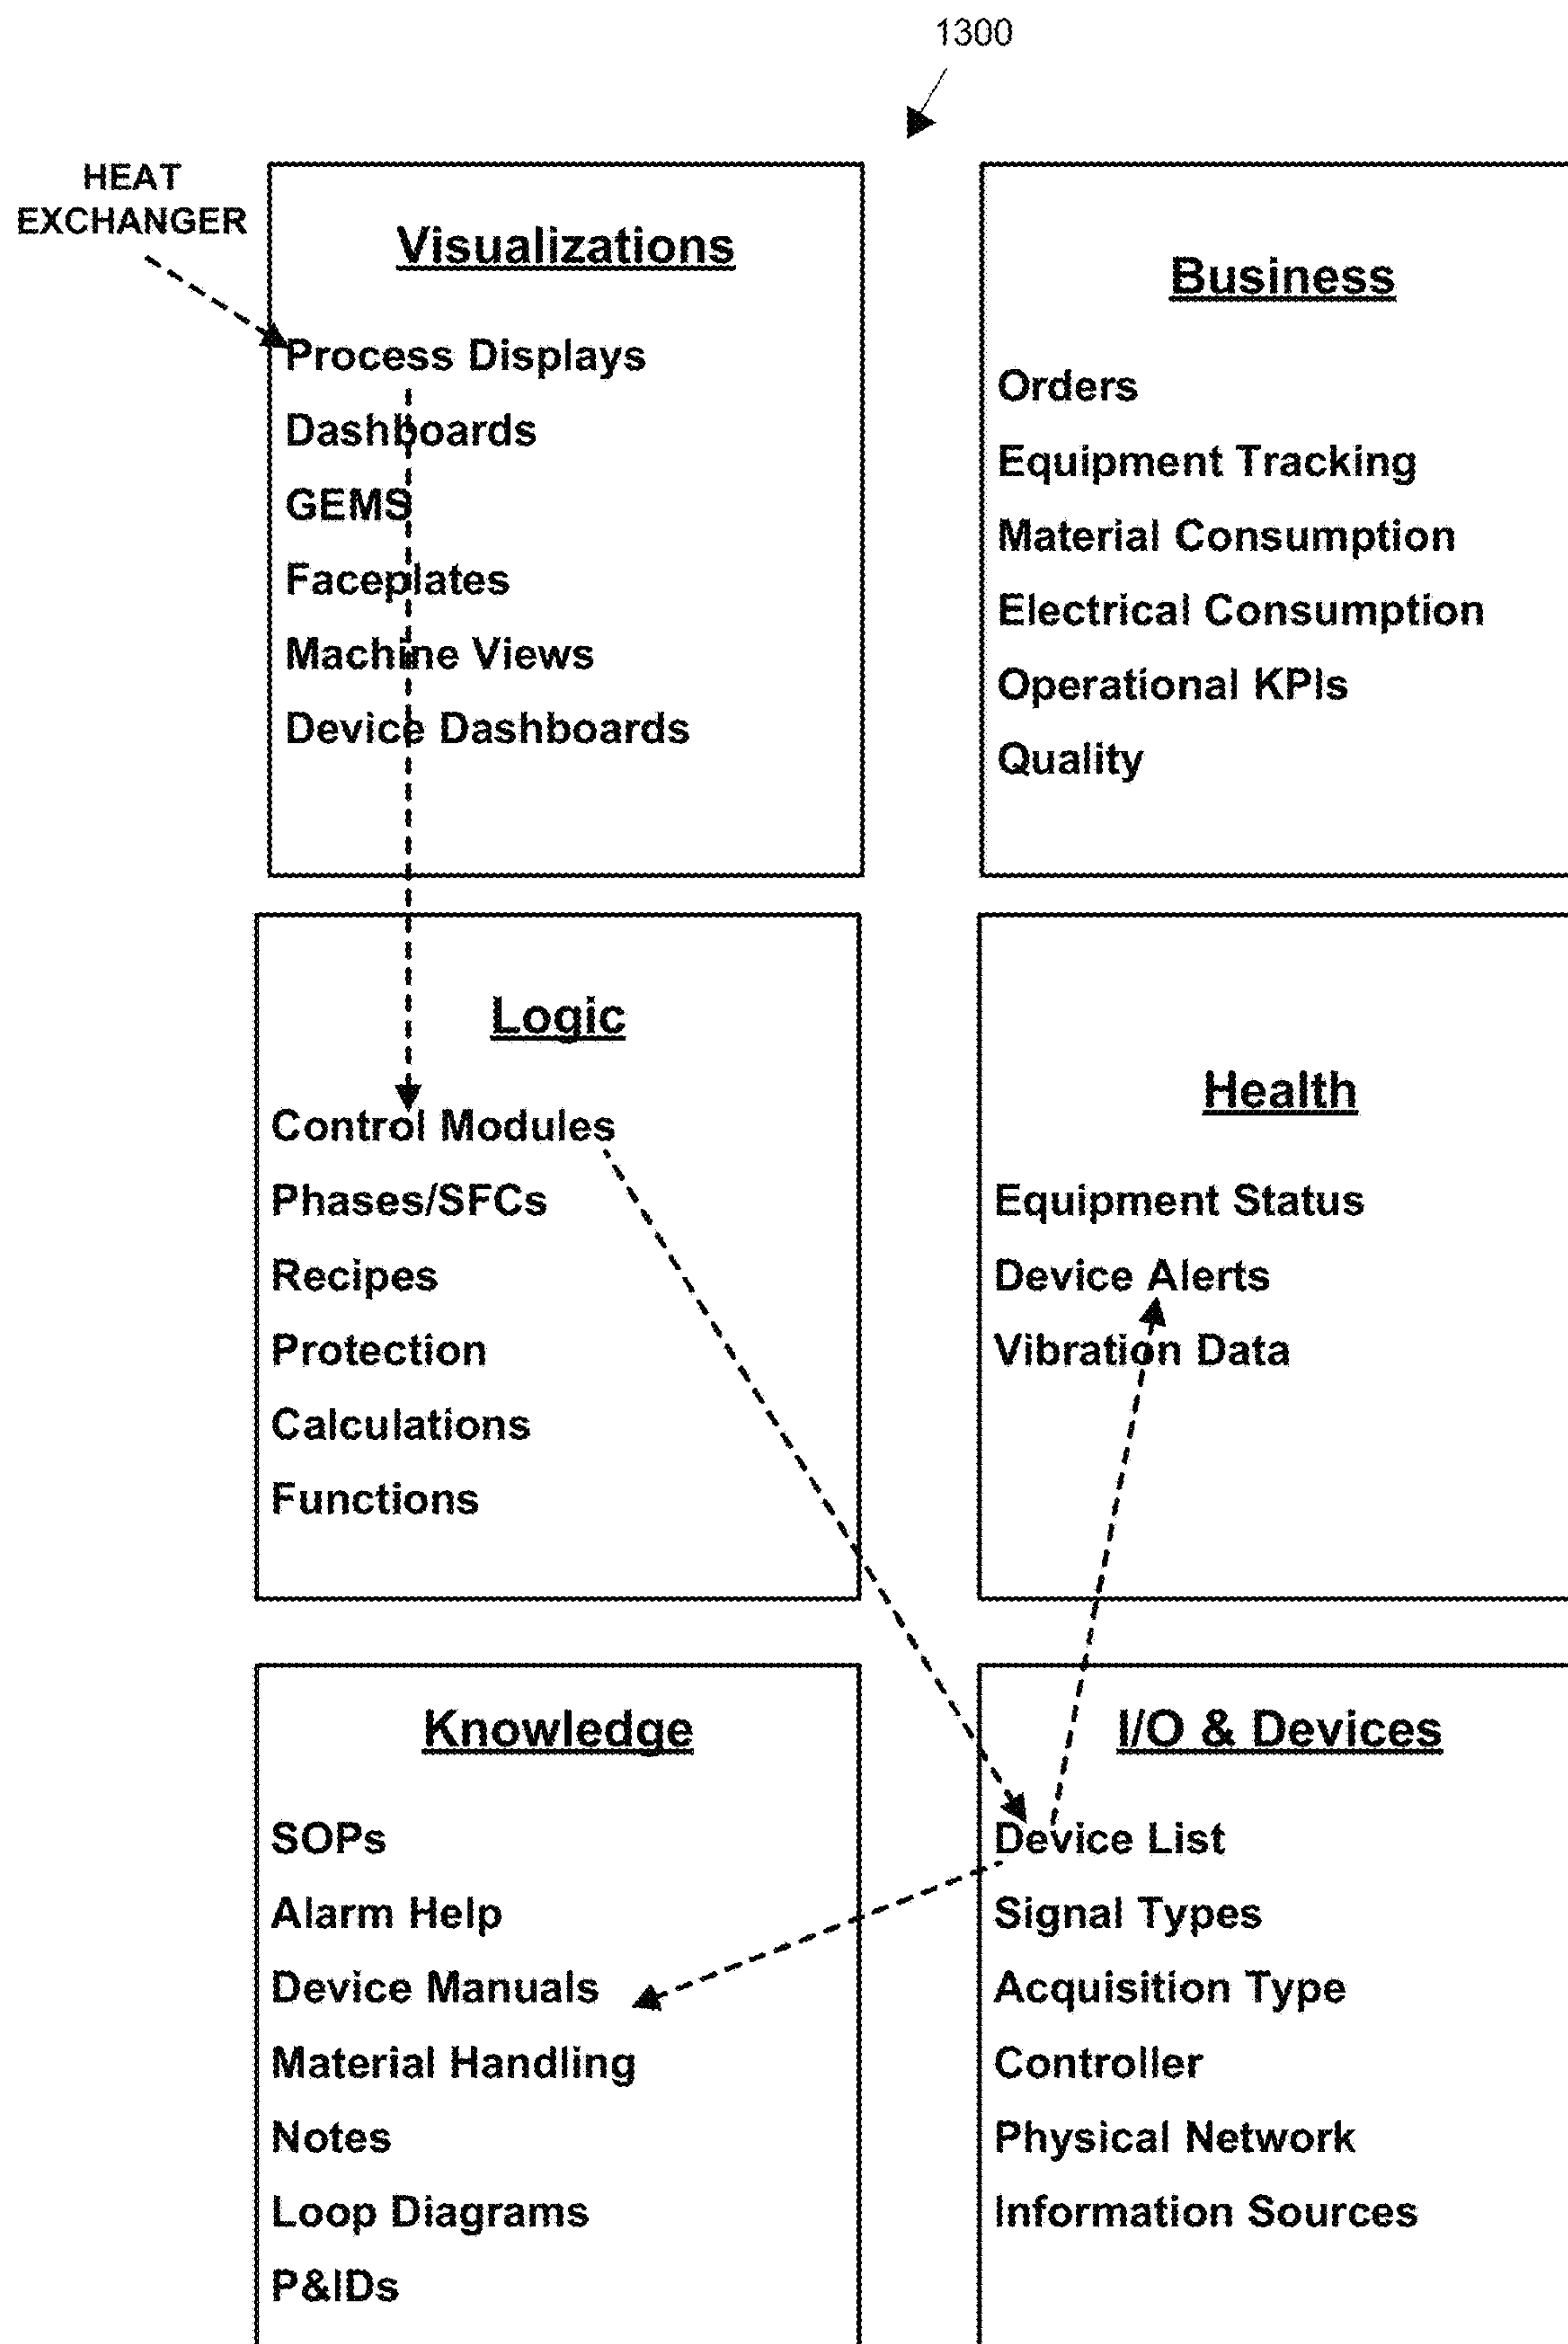 1300
HEAT
EXCHANGER
Visualizations
Process Displays
Dashboards
GEMS
Faceplates
Machine Views
Device Dashboards
Business
Orders
Equipment Tracking
Material Consumption
Electrical Consumption
Operational KPIs
Quality
Logic
Control Modules
Phases/SFCs
Recipes
Protection
Calculations
Functions
Health
Equipment Status
Device Alerts
Vibration Data
Knowledge
SOPs
Alarm Help
Device Manuals
Material Handling
Notes
Loop Diagrams
P&IDs
I/O & Devices
Device List
Signal Types
Acquisition Type
Controller
Physical Network
Information Sources